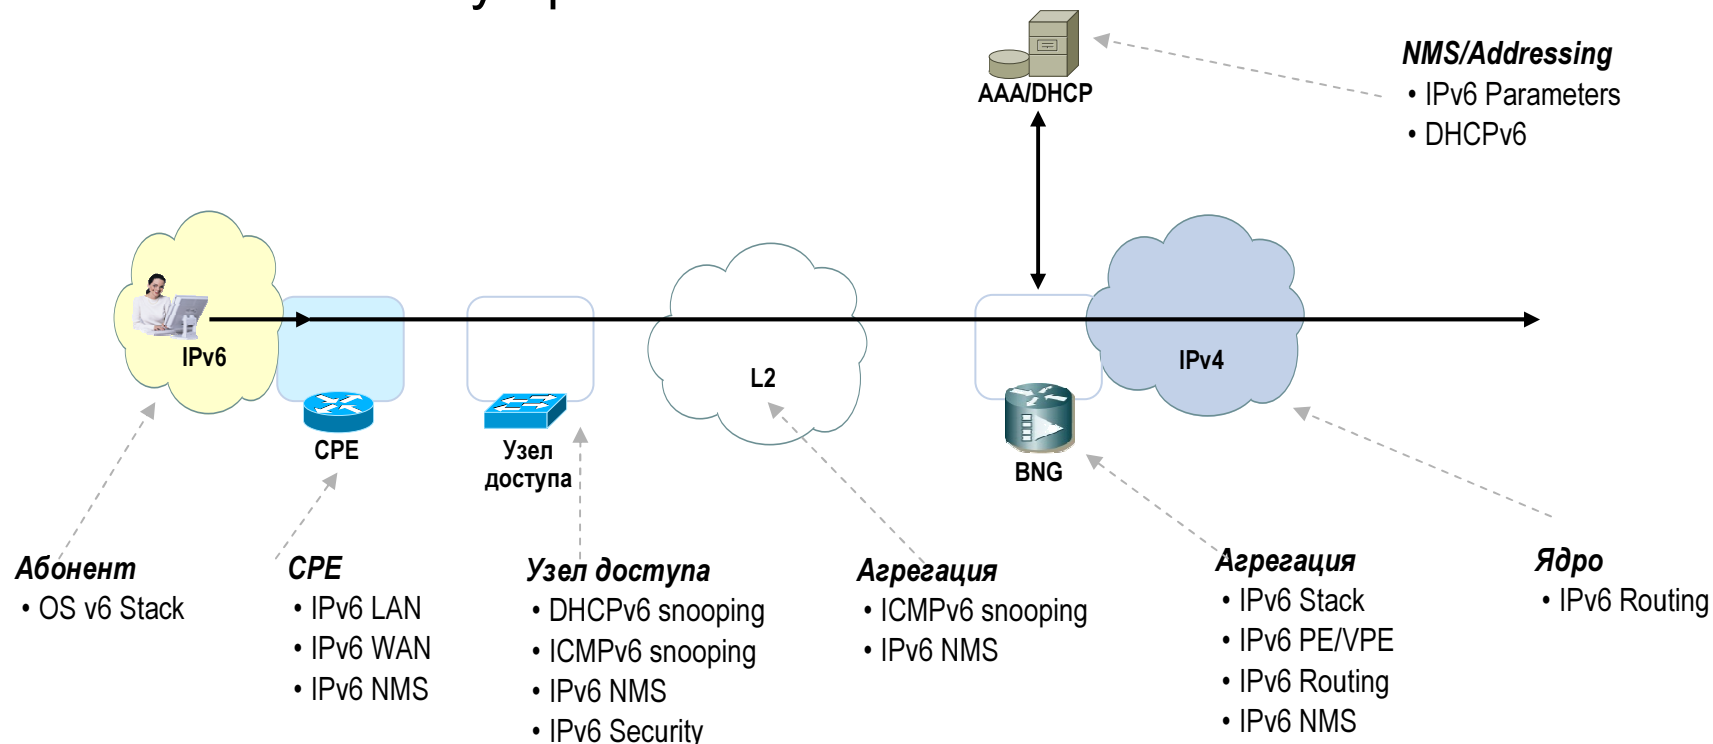 AAA/DHCP
NMS/Addressing
• IPv6 Parameters
• DHCPv6
IPv6
CPE
Узел
доступа
L2
BNG
IPv4
Абонент
• OS v6 Stack
CPE
• IPv6 LAN
• IPv6 WAN
• IPv6 NMS
Узел доступа
• DHCPv6 snooping
• ICMPv6 snooping
• IPv6 NMS
• IPv6 Security
Агрегация
• ICMPv6 snooping
• IPv6 NMS
Агрегация
• IPv6 Stack
• IPv6 PE/VPE
• IPv6 Routing
• IPv6 NMS
Ядро
• IPv6 Routing